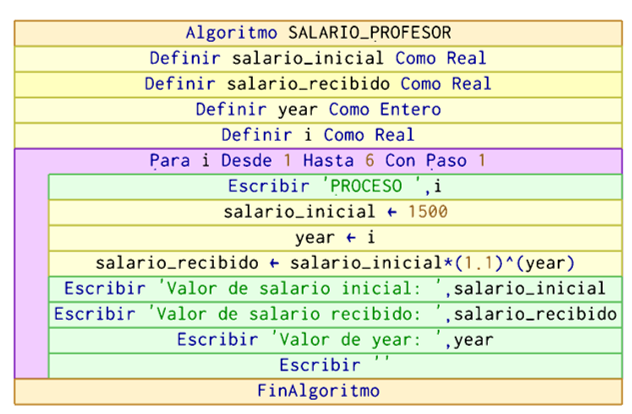 Algoritmo SALARIO_PROFESOR
Definir salario_inicial Como Real
Definir salario_recibido Como Real
Definir year Como Entero
Definir i Como Real
Para i Desde 1 Hasta 6 Con Paso 1
Escribir 'PROCESO ',i
salario_inicial ← 1500
year ← i
salario_recibido ← salario_inicial*(1.1)^(year)
Escribir 'Valor de salario inicial: ',salario_inicial
Escribir 'Valor de salario recibido: ',salario_recibido
Escribir 'Valor de year: ',year
Escribir ''
FinAlgoritmo